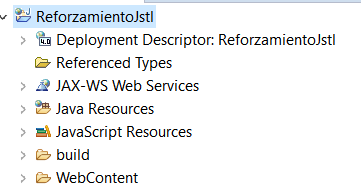 ReforzamientoJstl
Deployment Descriptor: ReforzamientoJstl
Referenced Types
JAX-WS Web Services
Java Resources
JavaScript Resources
build
WebContent